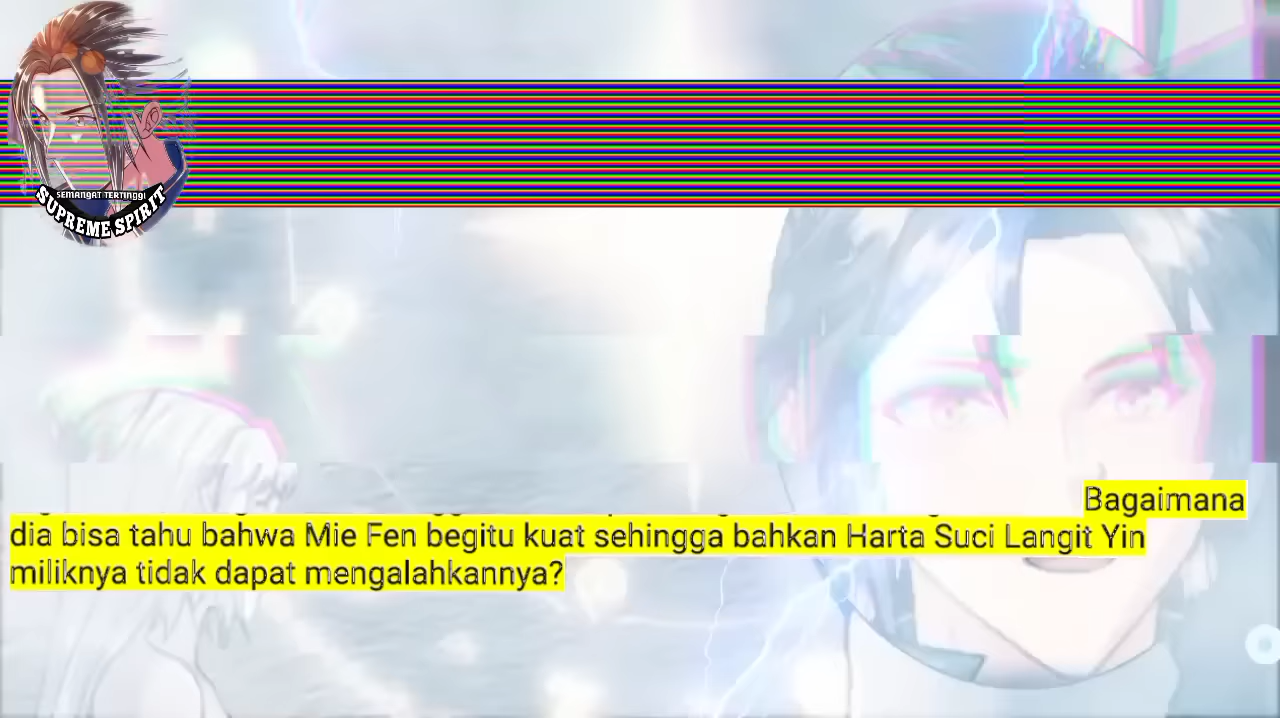 SEMANGAT TERTINGGI
SUPREME SPIRIT
Bagaimana
dia bisa tahu bahwa Mie Fen begitu kuat sehingga bahkan Harta Suci Langit Yin
miliknya tidak dapat mengalahkannya?